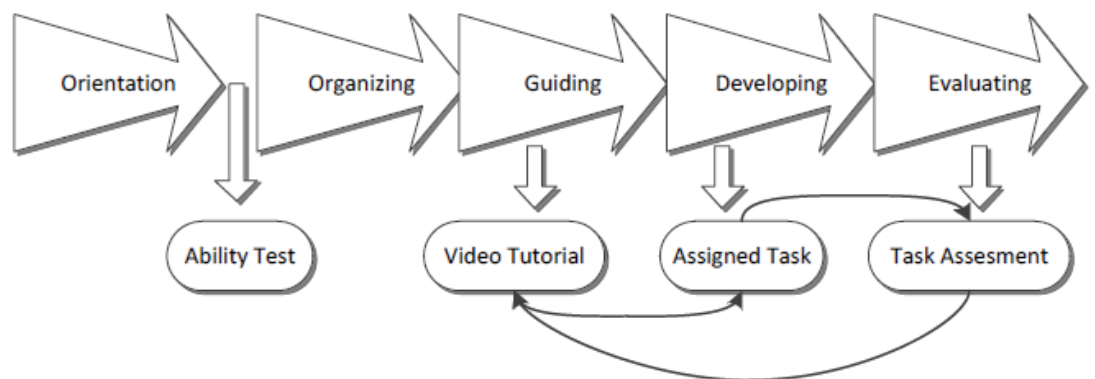 Orientation
Organizing
Guiding
Developing
Evaluating
Ability Test
Video Tutorial
Assigned Task
Task Assesment